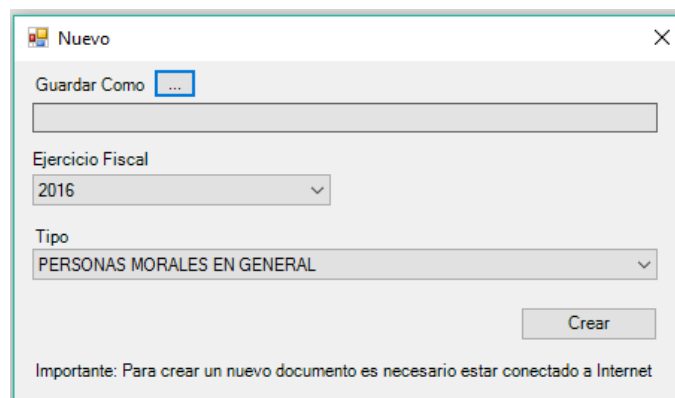 Nuevo
Guardar Como ...
Ejercicio Fiscal
2016
Tipo
PERSONAS MORALES EN GENERAL
Crear
Importante: Para crear un nuevo documento es necesario estar conectado a Internet